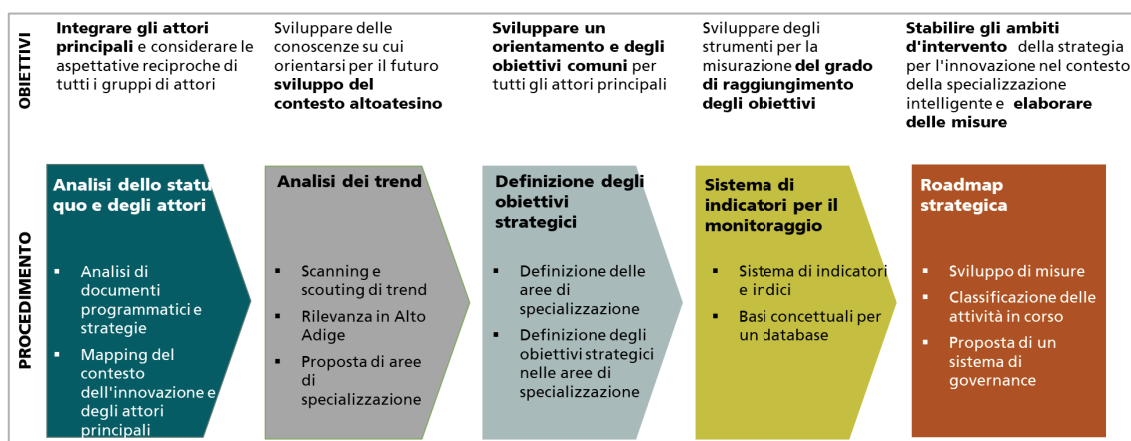 OBIETTIVI
Integrare gli attori
principali e considerare le
aspettative reciproche di
tutti i gruppi di attori
Sviluppare delle
conoscenze su cui
orientarsi per il futuro
sviluppo del
contesto altoatesino
Sviluppare un
orientamento e degli
obiettivi comuni per
tutti gli attori principali
Sviluppare degli
strumenti per la
misurazione del grado
di raggiungimento
degli obiettivi
Stabilire gli ambiti
d'intervento della strategia
per l'innovazione nel contesto
della specializzazione
intelligente e elaborare
delle misure
PROCEDIMENTO
Analisi dello statu
quo e degli attori
▪ Analisi di
documenti
programmatici e
strategie
▪ Mapping del
contesto
dell'innovazione e
degli attori
principali
Analisi dei trend
▪ Scanning e
scouting di trend
▪ Rilevanza in Alto
Adige
▪ Proposta di aree
di
specializzazione
Definizione degli
obiettivi
strategici
▪ Definizione delle
aree di
specializzazione
▪ Definizione degli
obiettivi strategici
nelle aree di
specializzazione
Sistema di
indicatori per il
monitoraggio
▪ Sistema di indicatori
e indici
▪ Basi concettuali per
un database
Roadmap
strategica
▪ Sviluppo di misure
▪ Classificazione delle
attività in corso
▪ Proposta di un
sistema di
governance